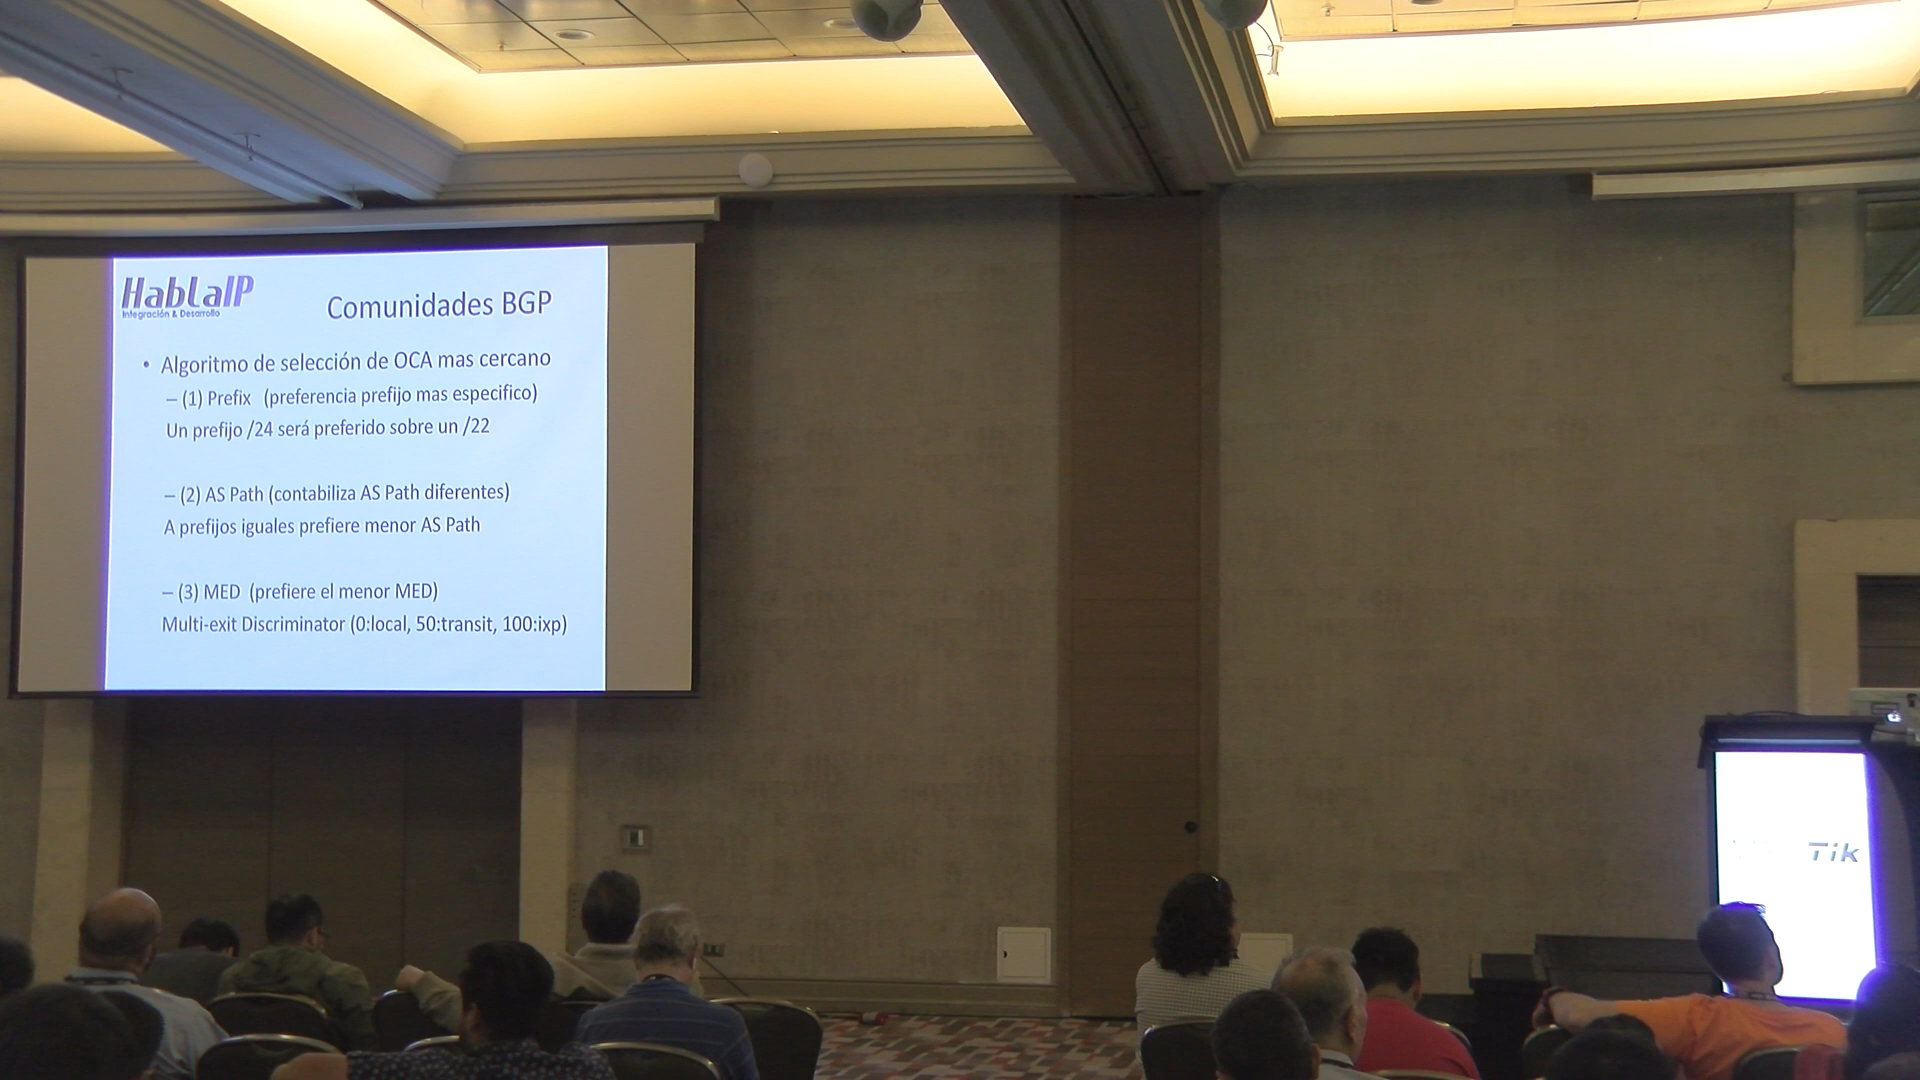 HablaIP
Integración & Desarrollo
Comunidades BGP
• Algoritmo de selección de OCA mas cercano
– (1) Prefix (preferencia prefijo mas especifico)
Un prefijo /24 será preferido sobre un /22
– (2) AS Path (contabiliza AS Path diferentes)
A prefijos iguales prefiere menor AS Path
– (3) MED (prefiere el menor MED)
Multi-exit Discriminator (0:local, 50:transit, 100:ixp)
Tik